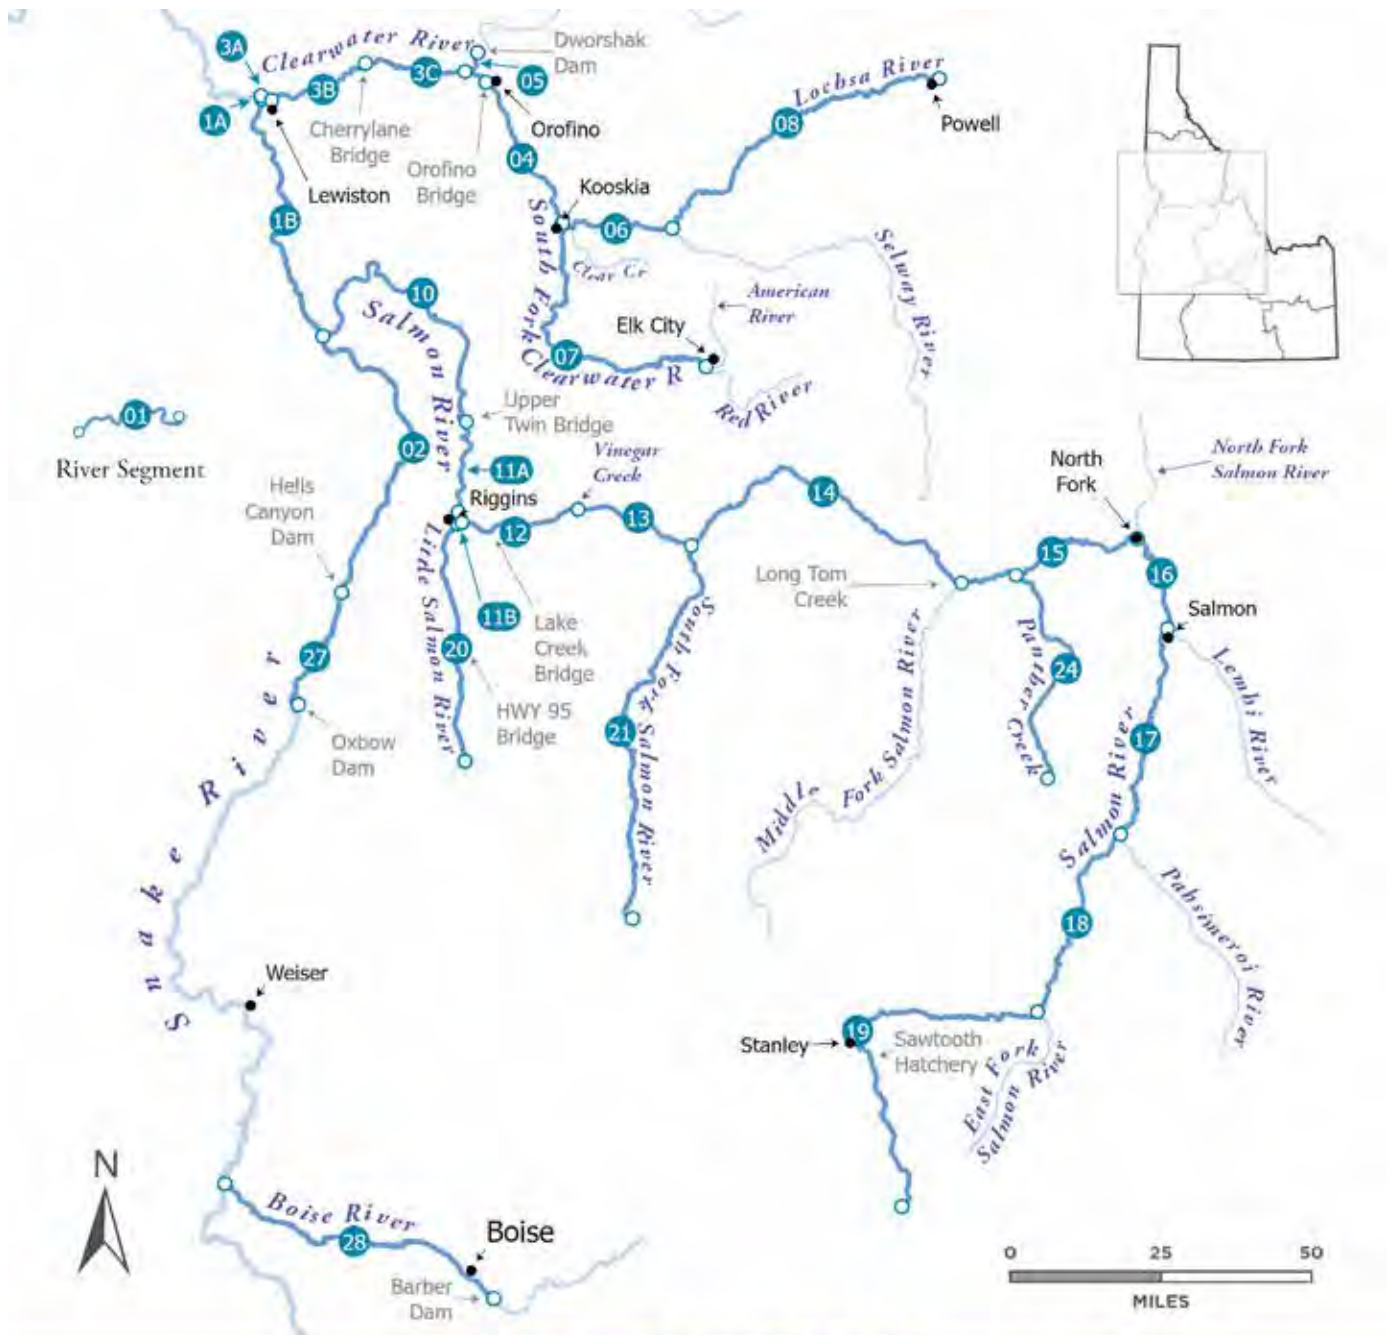 3A
Clearwater River
Dworshak
Dam
3B
3C
05
1A
Cherrylane
Bridge
Orofino
Bridge
Orofino
Lochsa River
08
Powell
Lewiston
04
Kooskia
1B
06
South Fork
Clearwater R
Clear Cr
Selway River
American
River
Elk City
07
Red River
10
Salmon River
01
River Segment
02
Upper
Twin Bridge
11A
Vinegar
Creek
Hells
Canyon
Dam
Riggins
12
13
14
North
Fork
North Fork
Salmon River
15
16
Long Tom
Creek
Salmon
Little Salmon River
11B
Lake
Creek
Bridge
20
HWY 95
Bridge
27
Oxbow
Dam
Snake River
South Fork Salmon River
21
Middle
Fork Salmon River
Panther Creek
24
Lemhi River
17
Salmon River
18
Pahsimeroi River
Weiser
Stanley
19
Sawtooth
Hatchery
East Fork
Salmon River
N
Boise River
28
Boise
Barber
Dam
0 25 50
MILES